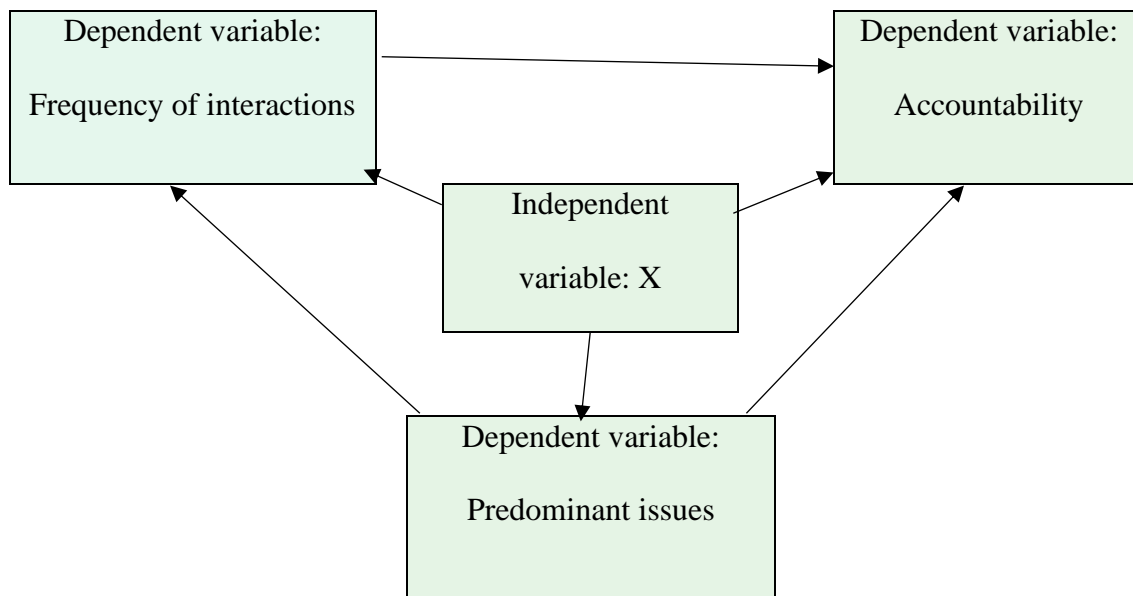 Dependent variable:
Frequency of interactions
Dependent variable:
Accountability
Independent
variable: X
Dependent variable:
Predominant issues